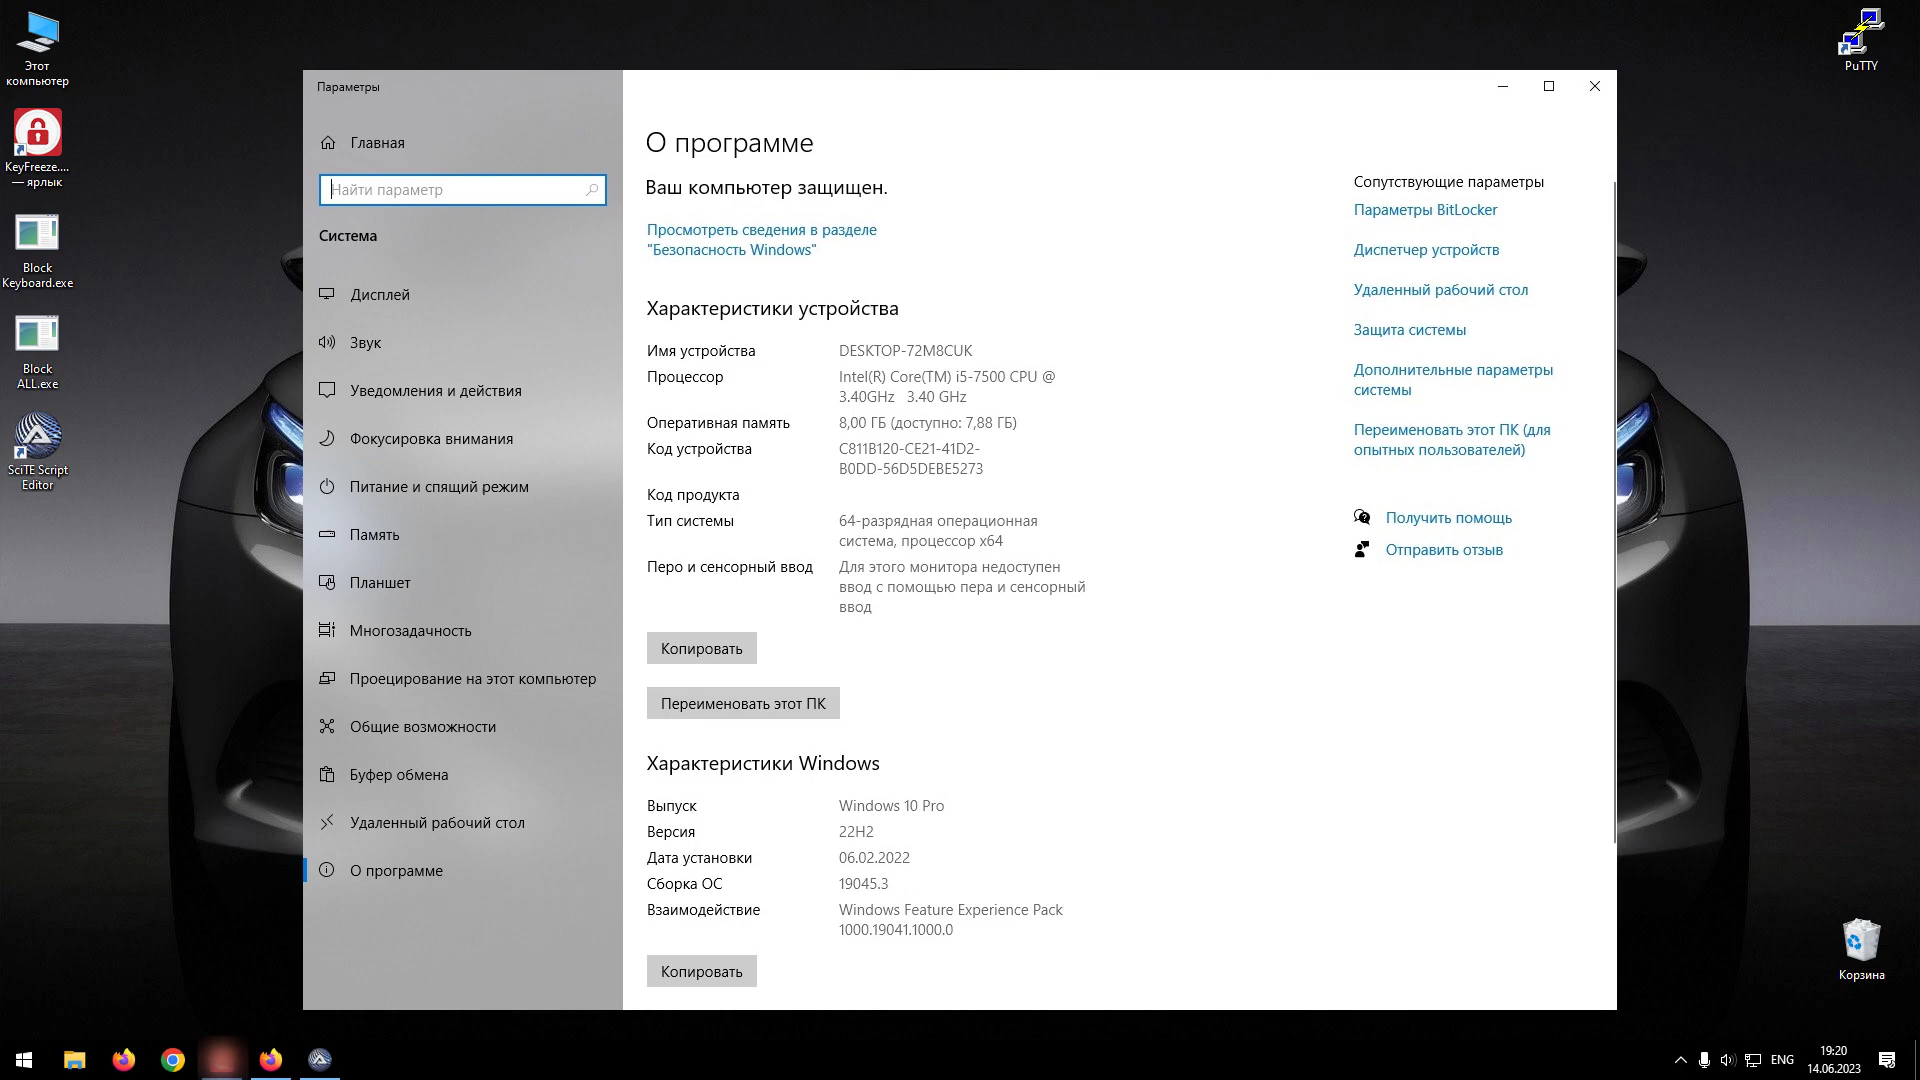 Этот
компьютер
KeyFreeze....
— ярлык
Block
Keyboard.exe
Block
ALL.exe
SciTE Script
Editor
PuTTY
Корзина
Параметры
Главная
Найти параметр
Система
Дисплей
Звук
Уведомления и действия
Фокусировка внимания
Питание и спящий режим
Память
Планшет
Многозадачность
Проецирование на этот компьютер
Общие возможности
Буфер обмена
Удаленный рабочий стол
О программе
О программе
Ваш компьютер защищен.
Просмотреть сведения в разделе
"Безопасность Windows"
Характеристики устройства
Имя устройства DESKTOP-72M8CUK
Процессор Intel(R) Core(TM) i5-7500 CPU @
3.40GHz 3.40 GHz
Оперативная память 8,00 ГБ (доступно: 7,88 ГБ)
Код устройства C811B120-CE21-41D2-
B0DD-56D5DEBE5273
Код продукта
Тип системы 64-разрядная операционная
система, процессор x64
Перо и сенсорный ввод Для этого монитора недоступен
ввод с помощью пера и сенсорный
ввод
Копировать
Переименовать этот ПК
Характеристики Windows
Выпуск Windows 10 Pro
Версия 22H2
Дата установки 06.02.2022
Сборка ОС 19045.3
Взаимодействие Windows Feature Experience Pack
1000.19041.1000.0
Копировать
Сопутствующие параметры
Параметры BitLocker
Диспетчер устройств
Удаленный рабочий стол
Защита системы
Дополнительные параметры
системы
Переименовать этот ПК (для
опытных пользователей)
Получить помощь
Отправить отзыв
ENG
19:20
14.06.2023